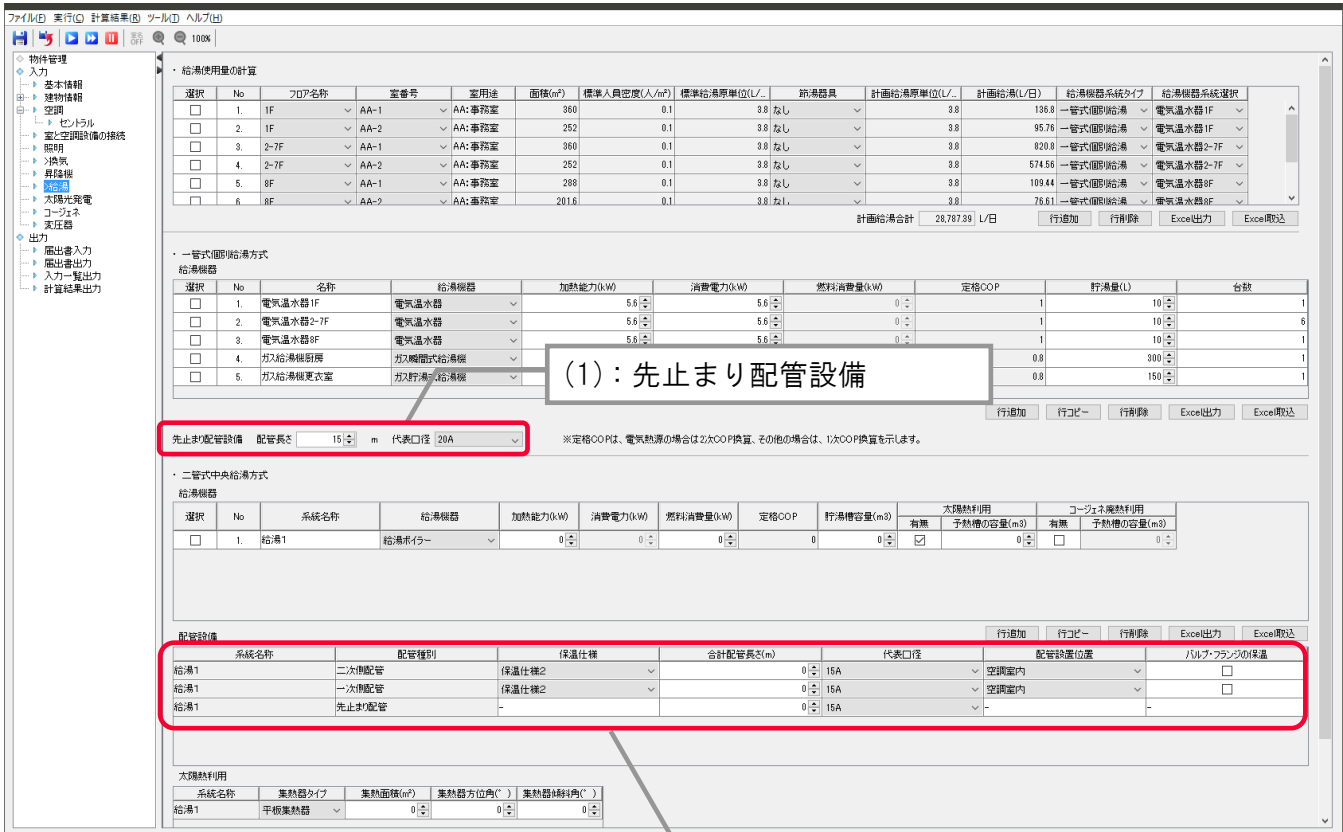 ファイル(F) 実行(C) 計算結果(R) ツール(T) ヘルプ(H)
100%
物件管理
入力
基本情報
建物情報
空調
セントラル
室と空調設備の接続
照明
>換気
昇降機
>給湯
太陽光発電
コージェネ
変圧器
出力
届出書入力
届出書出力
入力一覧出力
計算結果出力
・ 給湯使用量の計算
選択 No フロア名称 室番号 室用途 面積(m²) 標準人員密度(人/m²) 標準給湯原単位(L/... 節湯器具 計画給湯原単位(L/... 計画給湯(L/日) 給湯機器系統タイプ 給湯機器系統選択
1. 1F AA-1 AA:事務室 360 0.1 3.8 なし 3.8 136.8 一管式個別給湯 電気温水器1F
2. 1F AA-2 AA:事務室 252 0.1 3.8 なし 3.8 95.76 一管式個別給湯 電気温水器1F
3. 2-7F AA-1 AA:事務室 360 0.1 3.8 なし 3.8 820.8 一管式個別給湯 電気温水器2-7F
4. 2-7F AA-2 AA:事務室 252 0.1 3.8 なし 3.8 574.56 一管式個別給湯 電気温水器2-7F
5. 8F AA-1 AA:事務室 288 0.1 3.8 なし 3.8 109.44 一管式個別給湯 電気温水器8F
6. 8F AA-2 AA:事務室 201.6 0.1 3.8 なし 3.8 76.61 一管式個別給湯 電気温水器8F
計画給湯合計 28,787.39 L/日 行追加 行削除 Excel出力 Excel取込
・ 一管式個別給湯方式
給湯機器
選択 No 名称 給湯機器 加熱能力(kW) 消費電力(kW) 燃料消費量(kW) 定格COP 貯湯量(L) 台数
1. 電気温水器1F 電気温水器 5.6 5.6 0 1 10 1
2. 電気温水器2-7F 電気温水器 5.6 5.6 0 1 10 6
3. 電気温水器8F 電気温水器 5.6 5.6 0 1 10 1
4. ガス給湯機厨房 ガス瞬間式給湯機 0.8 300 1
5. ガス給湯機更衣室 ガス貯湯式給湯機 0.8 150 1
(1)：先止まり配管設備
行追加 行コピー 行削除 Excel出力 Excel取込
先止まり配管設備 配管長さ 15 m 代表口径 20A ※定格COPは、電気熱源の場合は2次COP換算、その他の場合は、1次COP換算を示します。
・ 二管式中央給湯方式
給湯機器
選択 No 系統名称 給湯機器 加熱能力(kW) 消費電力(kW) 燃料消費量(kW) 定格COP 貯湯槽容量(m3) 太陽熱利用 コージェネ廃熱利用
有無 予熱槽の容量(m3) 有無 予熱槽の容量(m3)
1. 給湯1 給湯ボイラー 0 0 0 0 0 0 0
配管設備 行追加 行コピー 行削除 Excel出力 Excel取込
系統名称 配管種別 保温仕様 合計配管長さ(m) 代表口径 配管設置位置 バルブ・フランジの保温
給湯1 二次側配管 保温仕様2 0 15A 空調室内
給湯1 一次側配管 保温仕様2 0 15A 空調室内
給湯1 先止まり配管 - 0 15A - -
太陽熱利用
系統名称 集熱器タイプ 集熱面積(m²) 集熱器方位角(°) 集熱器傾斜角(°)
給湯1 平板集熱器 0 0 0